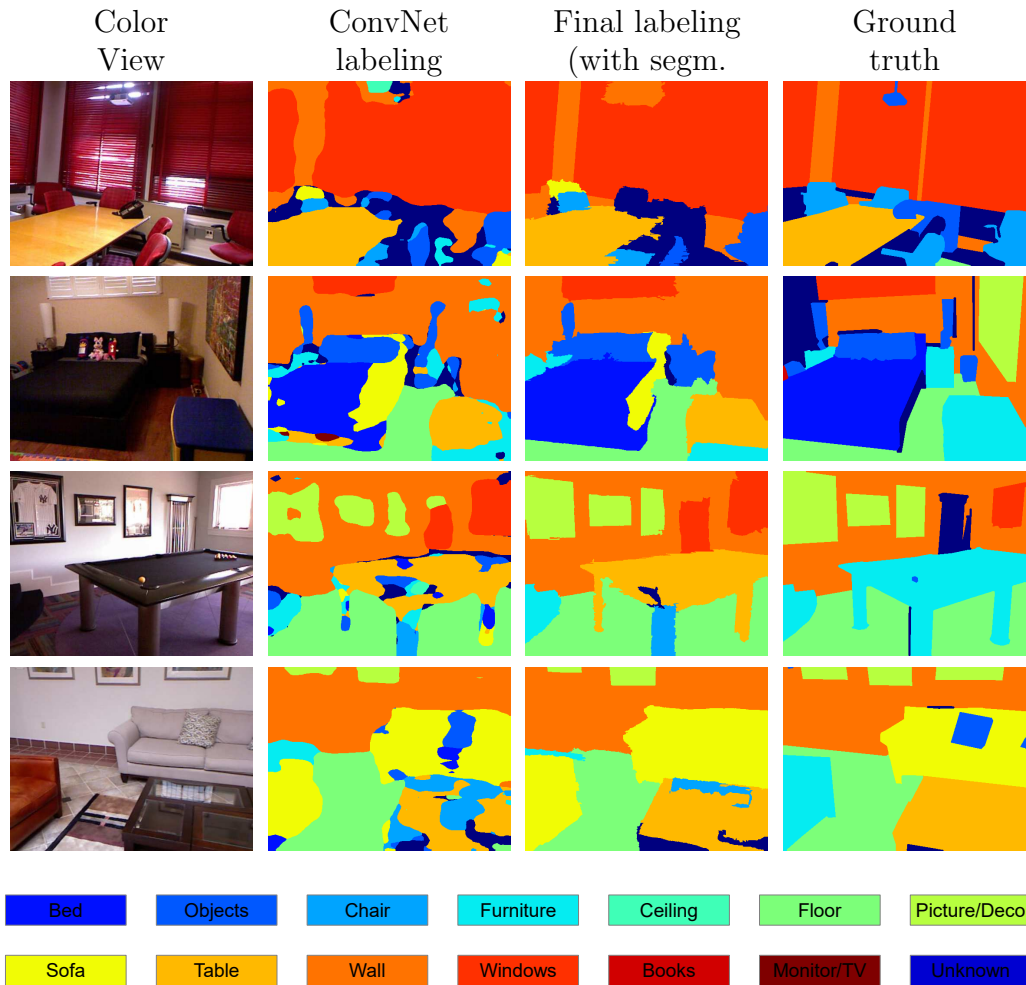 Color ConvNet Final labeling Ground
View labeling (with segm. truth
Bed Objects Chair Furniture Ceiling Floor Picture/Deco
Sofa Table Wall Windows Books Monitor/TV Unknown